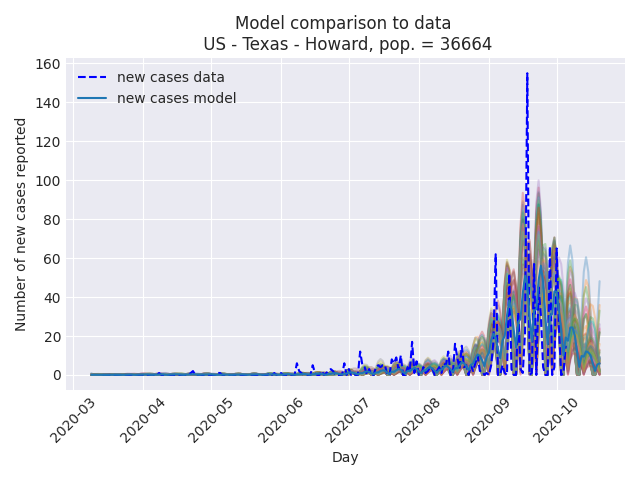 Model comparison to data
US - Texas - Howard, pop. = 36664
new cases data
new cases model
Number of new cases reported
160
140
120
100
80
60
40
20
0
2020-03
2020-04
2020-05
2020-06
2020-07
2020-08
2020-09
2020-10
Day